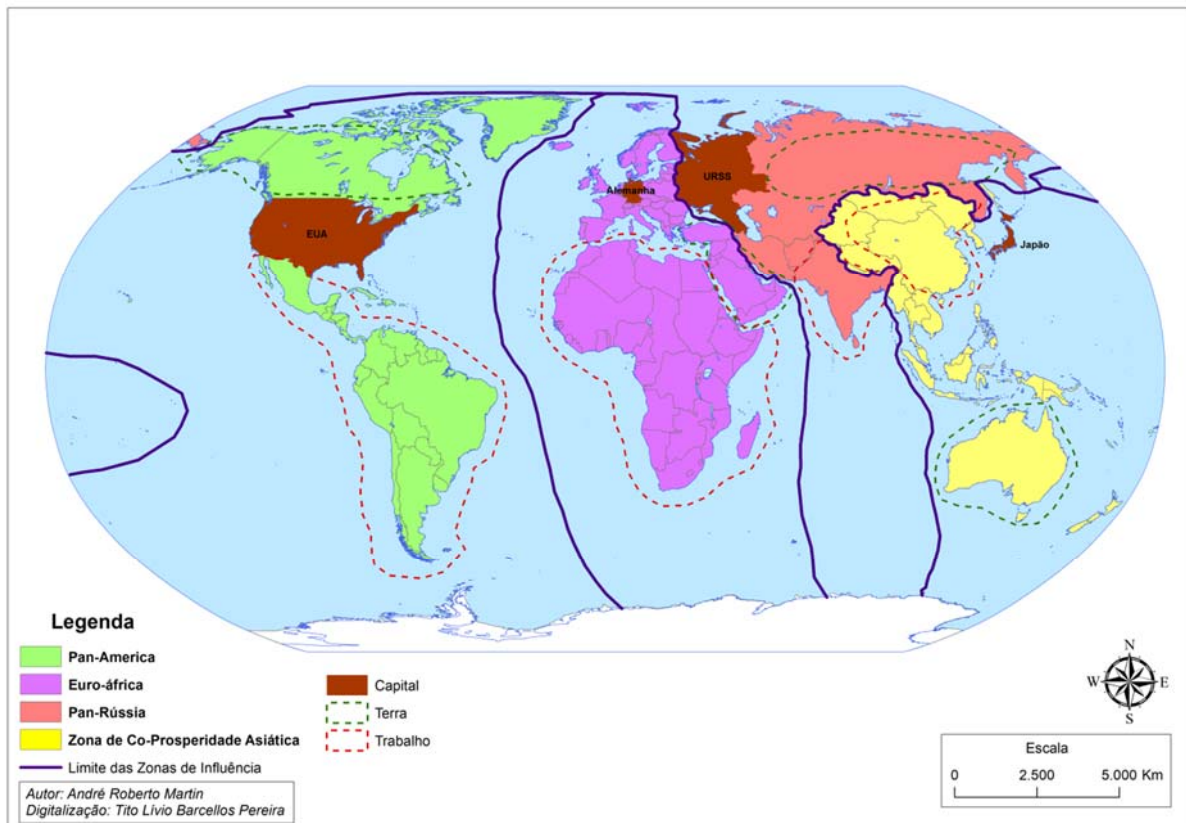 Alemanha
URSS
EUA
Japão
Legenda
Pan-America
Euro-áfrica
Pan-Rússia
Zona de Co-Prosperidade Asiática
Limite das Zonas de Influência
Capital
Terra
Trabalho
Autor: André Roberto Martin
Digitalização: Tito Lívio Barcellos Pereira
N
W E
S
Escala
0 2.500 5.000 Km